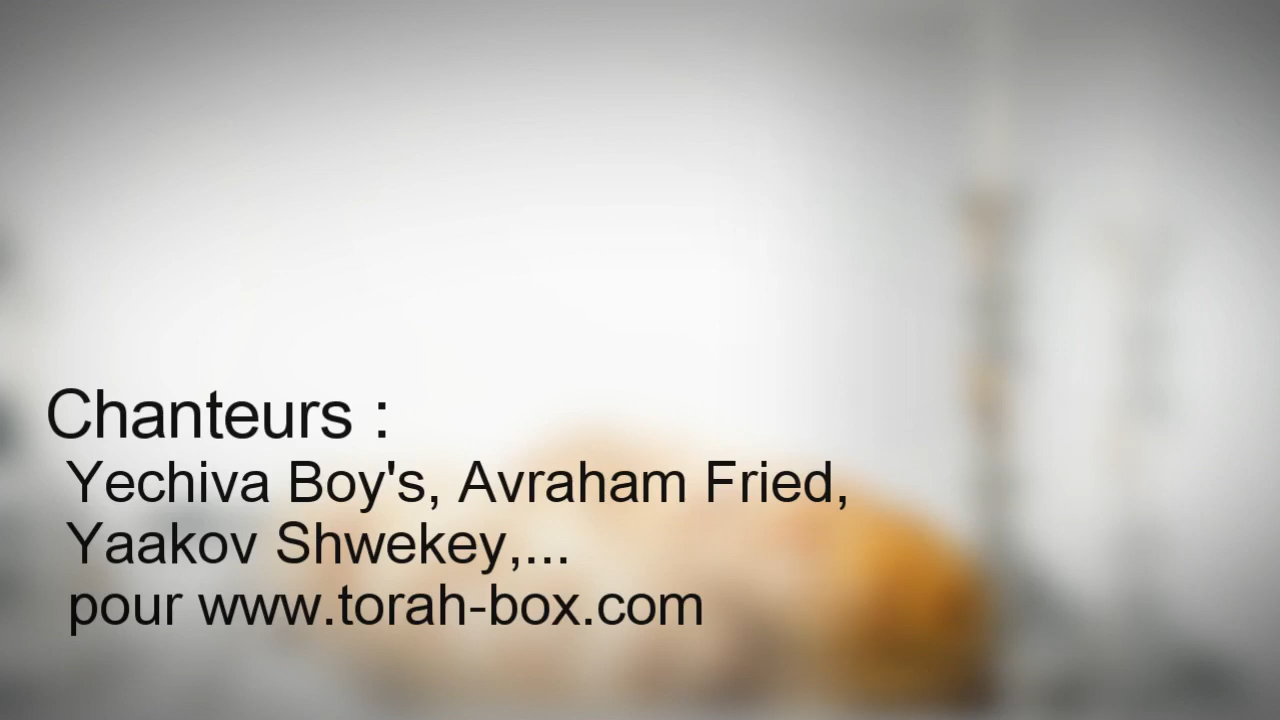 Chanteurs :
Yechiva Boy's, Avraham Fried,
Yaakov Shwekey,...
pour www.torah-box.com